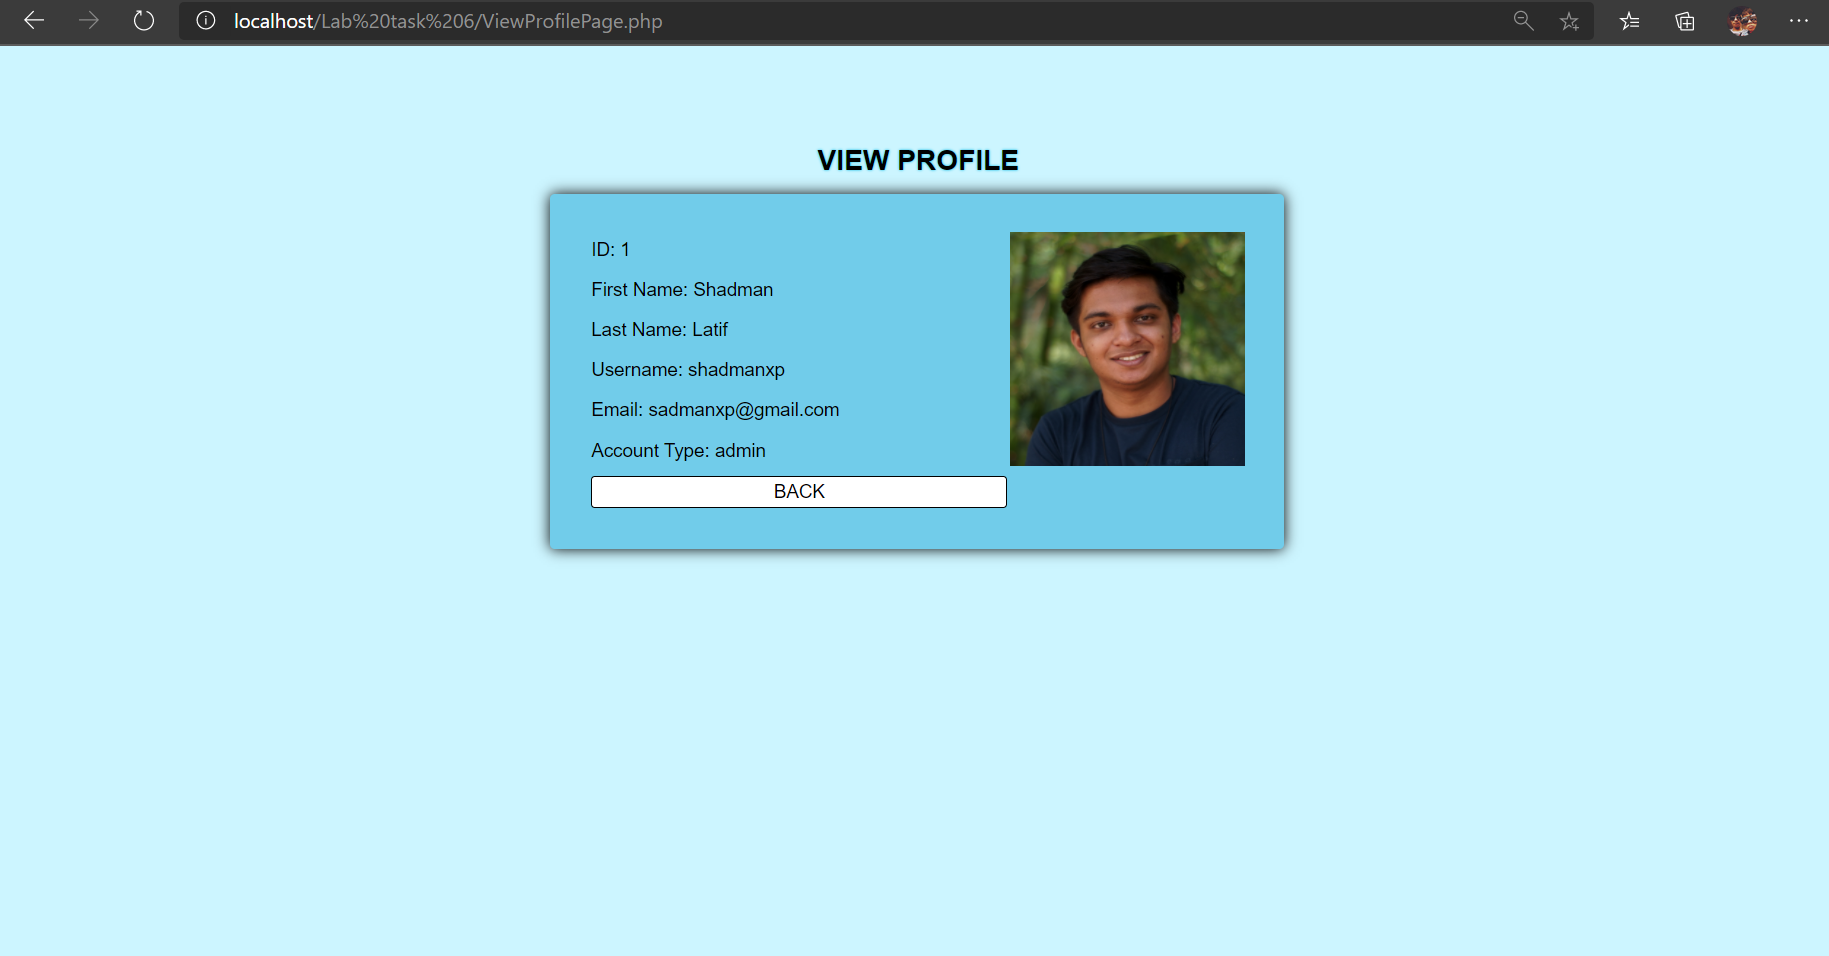 localhost/Lab%20task%206/ViewProfilePage.php
VIEW PROFILE
ID: 1
First Name: Shadman
Last Name: Latif
Username: shadmanxp
Email: sadmanxp@gmail.com
Account Type: admin
BACK